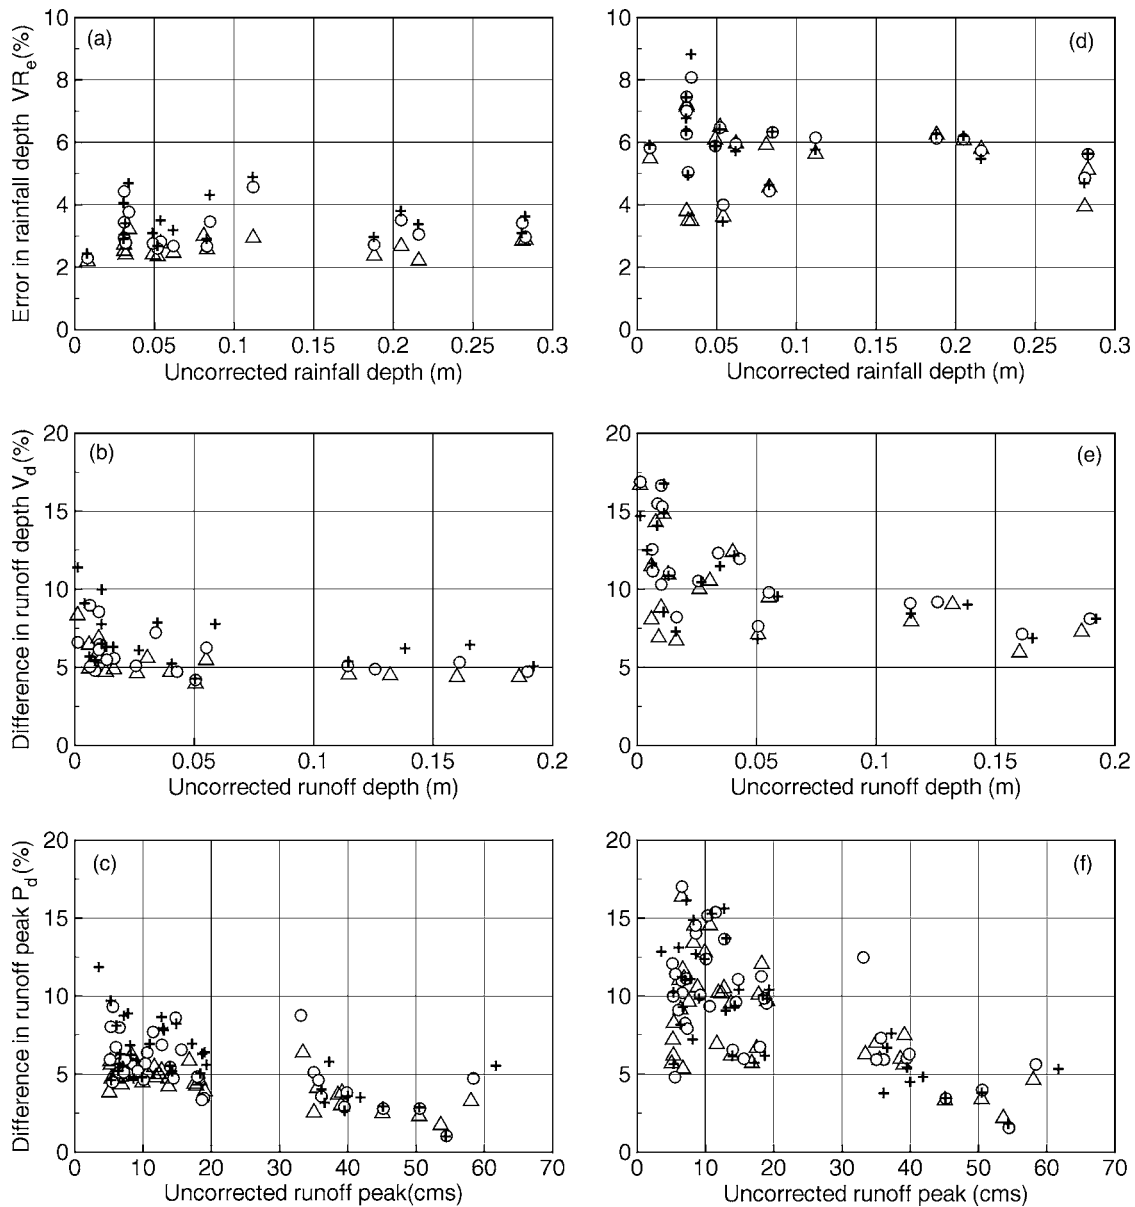 (a)
Error in rainfall depth VRe(%)
10
8
6
4
2
0
0 0.05 0.1 0.15 0.2 0.25 0.3
Uncorrected rainfall depth (m)
(d)
10
8
6
4
2
0
0 0.05 0.1 0.15 0.2 0.25 0.3
Uncorrected rainfall depth (m)
(b)
Difference in runoff depth Vd(%)
20
15
10
5
0
0 0.05 0.1 0.15 0.2
Uncorrected runoff depth (m)
(e)
20
15
10
5
0
0 0.05 0.1 0.15 0.2
Uncorrected runoff depth (m)
(c)
Difference in runoff peak Pd(%)
20
15
10
5
0
0 10 20 30 40 50 60 70
Uncorrected runoff peak(cms)
(f)
20
15
10
5
0
0 10 20 30 40 50 60 70
Uncorrected runoff peak (cms)